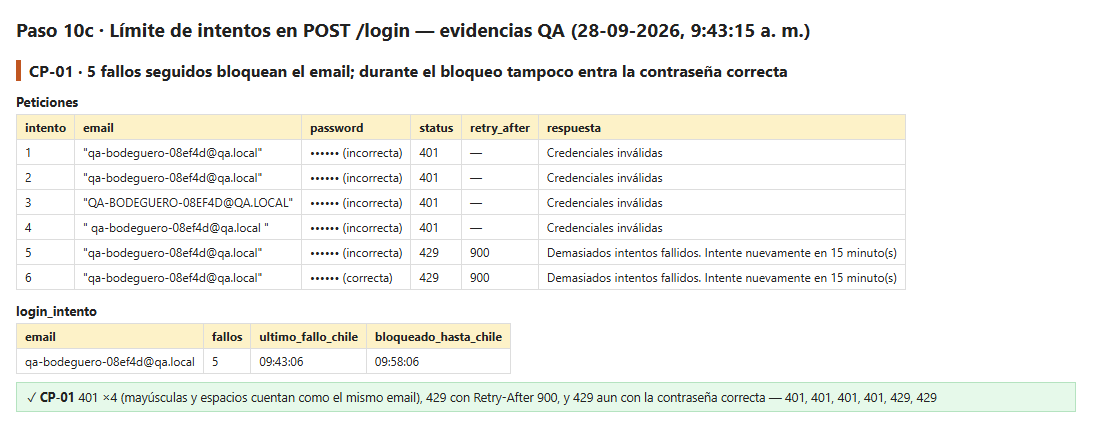 Paso 10c · Límite de intentos en POST /login — evidencias QA (28-09-2026, 9:43:15 a. m.)
CP-01 · 5 fallos seguidos bloquean el email; durante el bloqueo tampoco entra la contraseña correcta
Peticiones
intento email password status retry_after respuesta
1 "qa-bodeguero-08ef4d@qa.local" •••••• (incorrecta) 401 — Credenciales inválidas
2 "qa-bodeguero-08ef4d@qa.local" •••••• (incorrecta) 401 — Credenciales inválidas
3 "QA-BODEGUERO-08EF4D@QA.LOCAL" •••••• (incorrecta) 401 — Credenciales inválidas
4 " qa-bodeguero-08ef4d@qa.local " •••••• (incorrecta) 401 — Credenciales inválidas
5 "qa-bodeguero-08ef4d@qa.local" •••••• (incorrecta) 429 900 Demasiados intentos fallidos. Intente nuevamente en 15 minuto(s)
6 "qa-bodeguero-08ef4d@qa.local" •••••• (correcta) 429 900 Demasiados intentos fallidos. Intente nuevamente en 15 minuto(s)
login_intento
email fallos ultimo_fallo_chile bloqueado_hasta_chile
qa-bodeguero-08ef4d@qa.local 5 09:43:06 09:58:06
✓ CP-01 401 ×4 (mayúsculas y espacios cuentan como el mismo email), 429 con Retry-After 900, y 429 aun con la contraseña correcta — 401, 401, 401, 401, 429, 429